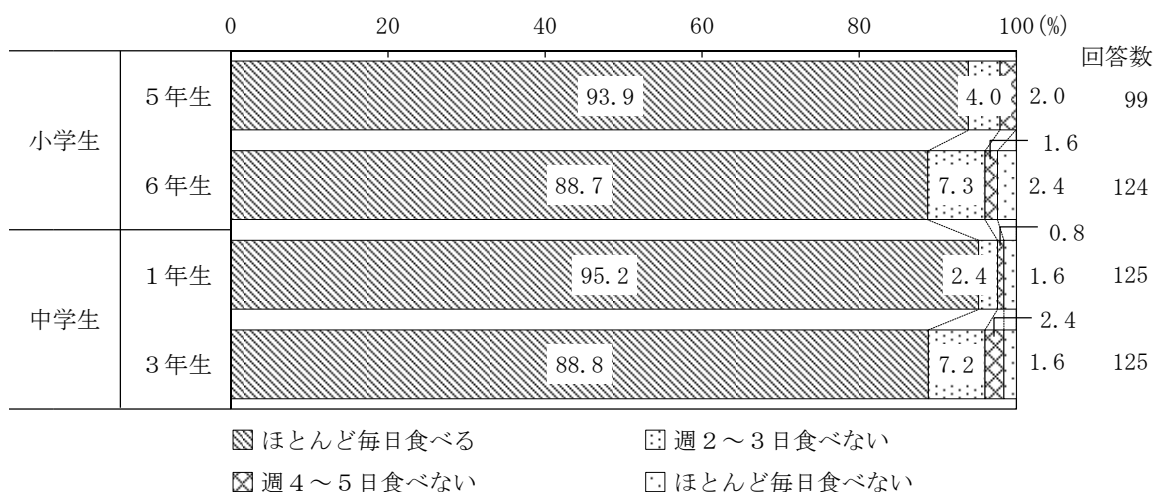 0 20 40 60 80 100(%)
回答数
小学生
５年生 93.9 4.0 2.0 99
1.6
６年生 88.7 7.3 2.4 124
0.8
中学生
１年生 95.2 2.4 1.6 125
2.4
３年生 88.8 7.2 1.6 125
ほとんど毎日食べる 週２～３日食べない
週４～５日食べない ほとんど毎日食べない